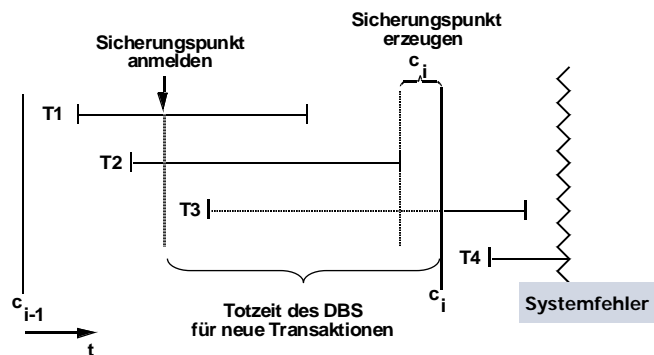 Sicherungspunkt
anmelden
Sicherungspunkt
erzeugen
c i
T1
T2
T3
T4
c i-1
t
Totzeit des DBS
für neue Transaktionen
c i
Systemfehler